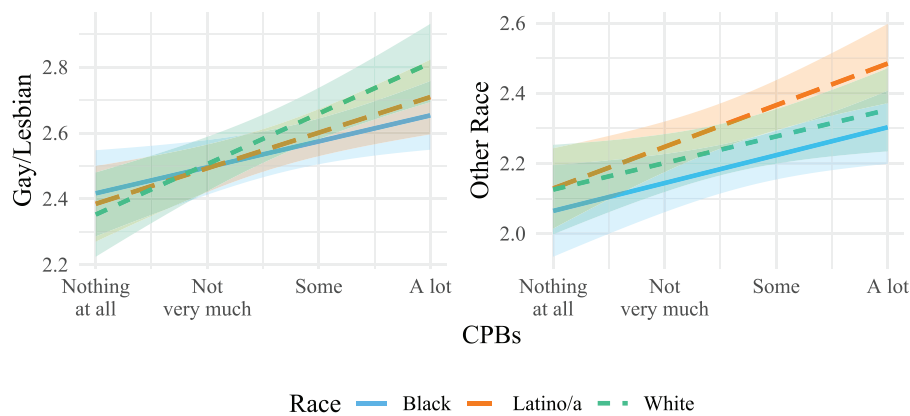 Gay/Lesbian
2.8
2.6
2.4
2.2
Nothing
at all
Not
very much
Some
A lot
Other Race
2.6
2.4
2.2
2.0
Nothing
at all
Not
very much
Some
A lot
CPBs
Race Black Latino/a White